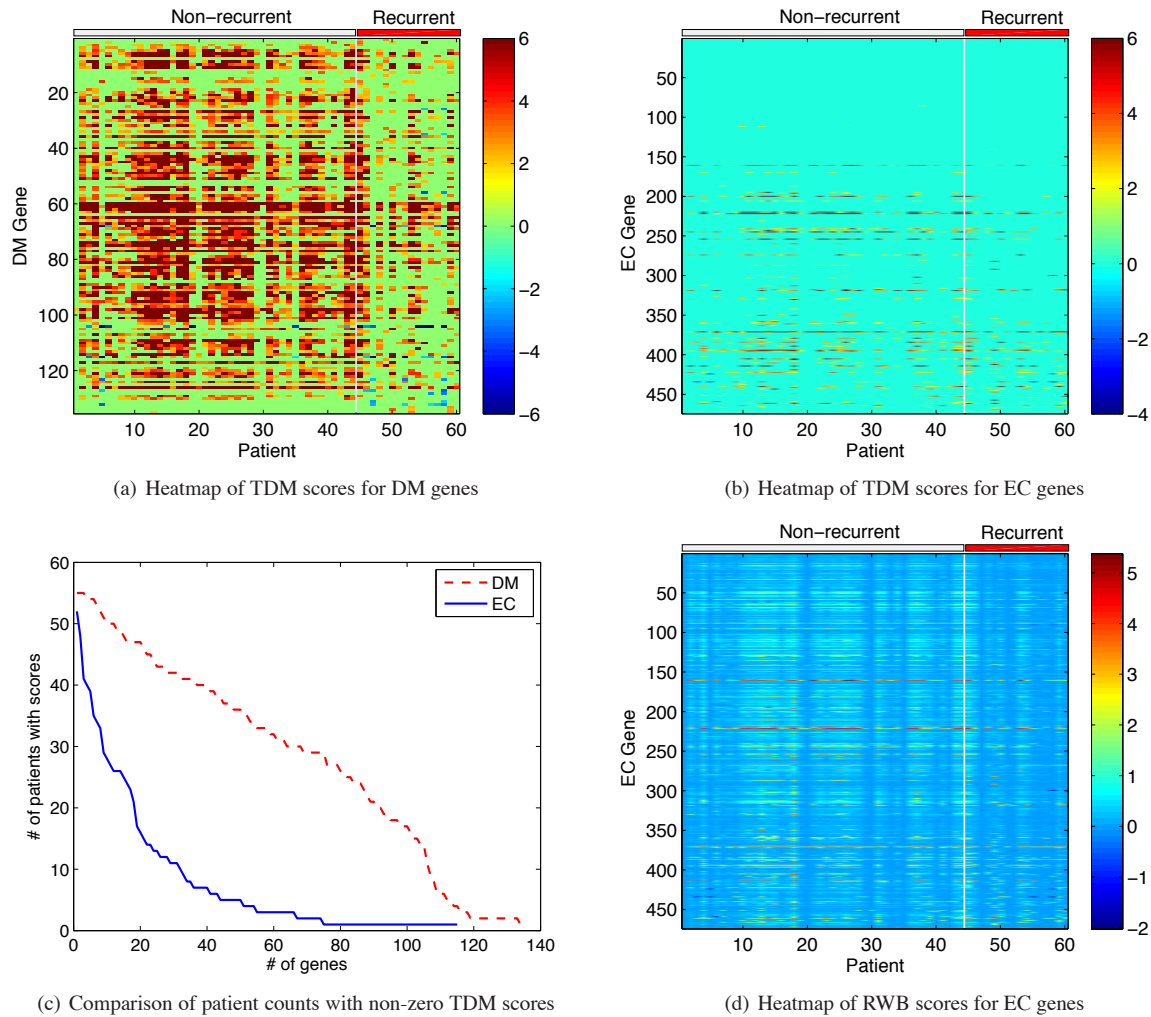 Non-recurrent Recurrent
6
4
2
0
−2
−4
−6
20
40
60
80
100
120
DM Gene
10 20 30 40 50 60
Patient
(a) Heatmap of TDM scores for DM genes
Non-recurrent Recurrent
6
4
2
0
−2
−4
50
100
150
200
250
300
350
400
450
EC Gene
10 20 30 40 50 60
Patient
(b) Heatmap of TDM scores for EC genes
60
50
40
30
20
10
0
# of patients with scores
DM
EC
0 20 40 60 80 100 120 140
# of genes
(c) Comparison of patient counts with non-zero TDM scores
Non-recurrent Recurrent
5
4
3
2
1
0
−1
−2
50
100
150
200
250
300
350
400
450
EC Gene
10 20 30 40 50 60
Patient
(d) Heatmap of RWB scores for EC genes